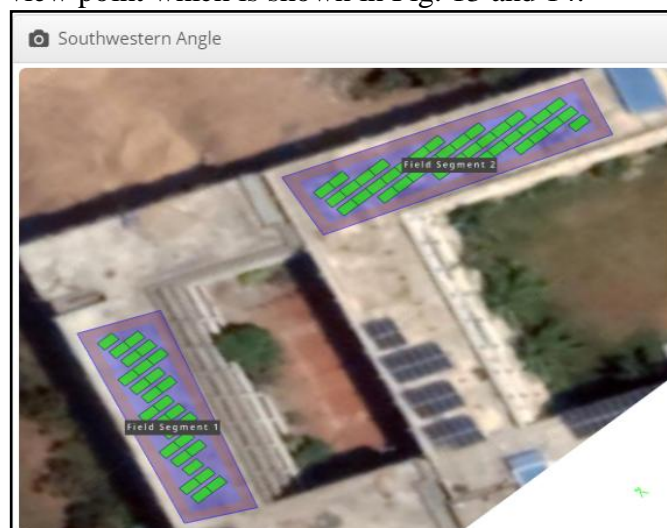 view point which is shown in Fig. 13 and 14.
Southwestern Angle
Field Segment 2
Field Segment 1